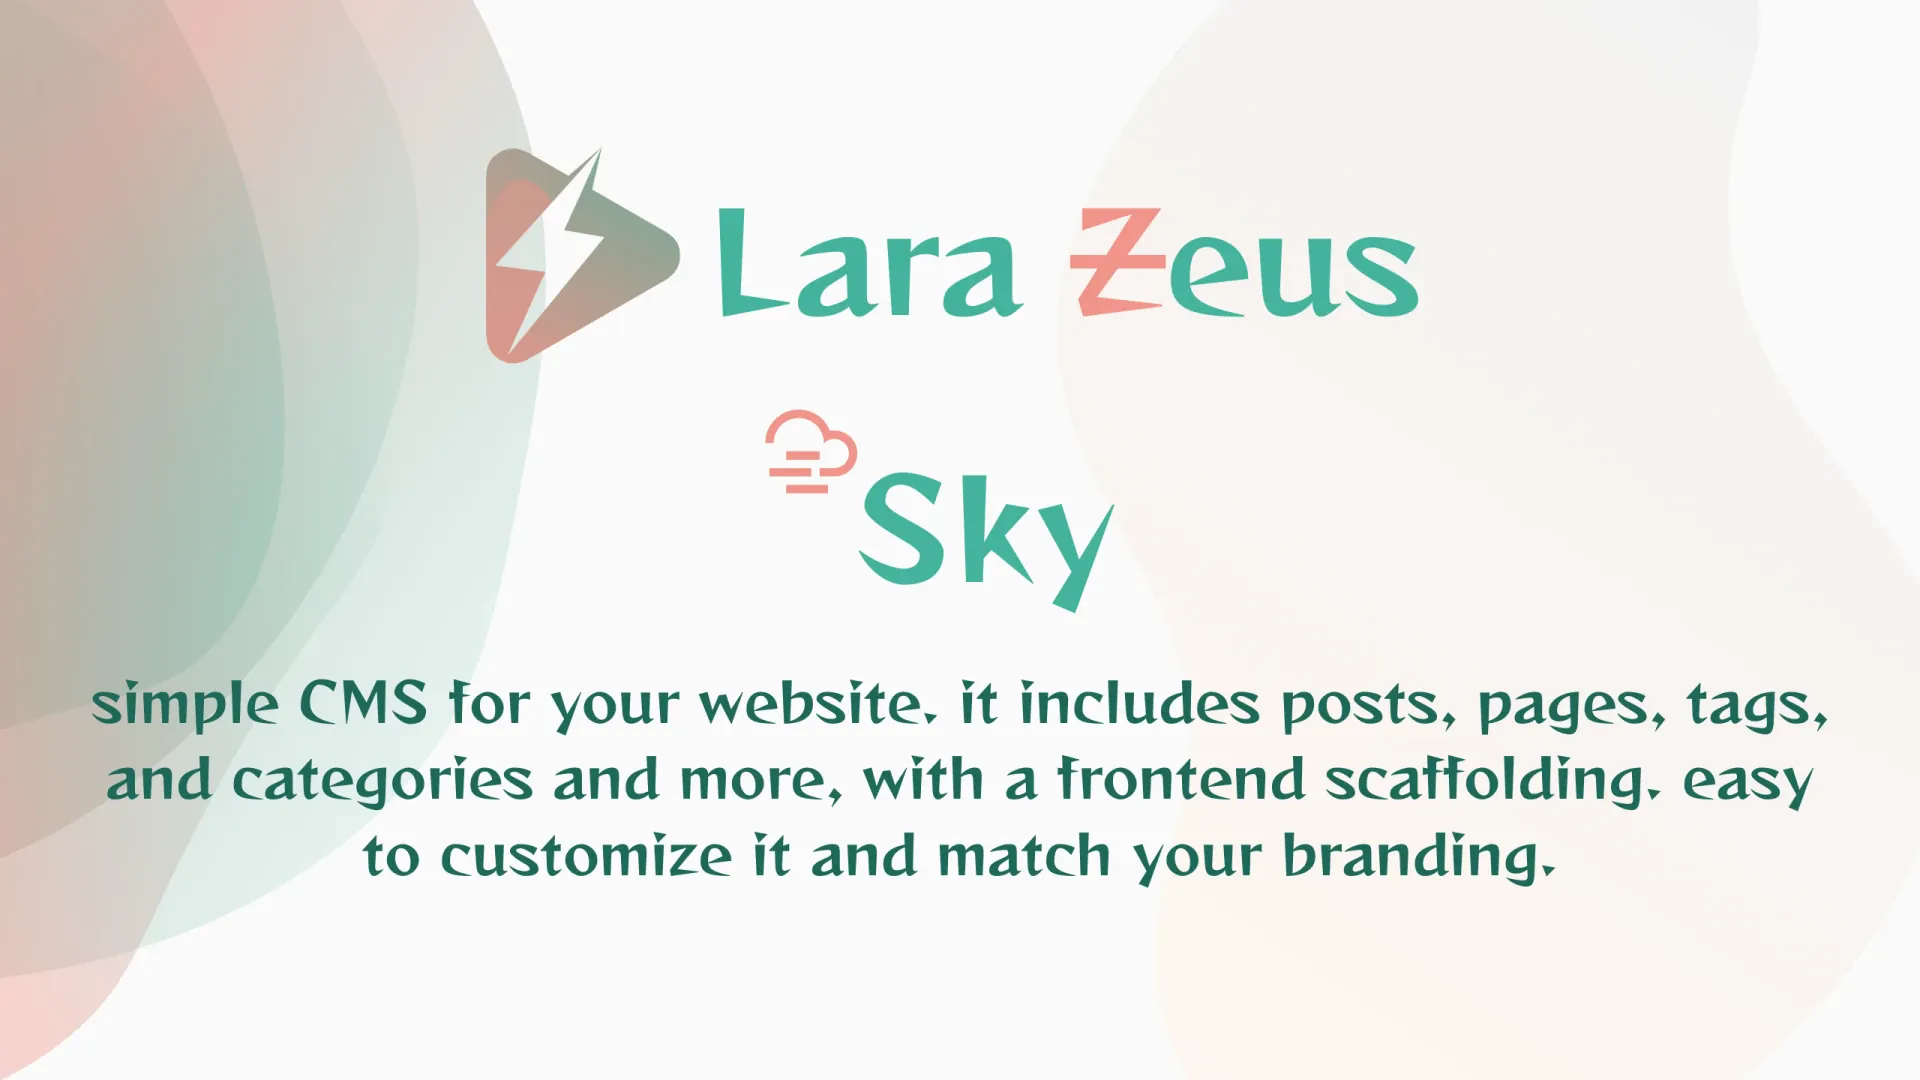 Lara Zeus
Sky
simple CMS for your website. it includes posts, pages, tags,
and categories and more, with a frontend scaffolding. easy
to customize it and match your branding.